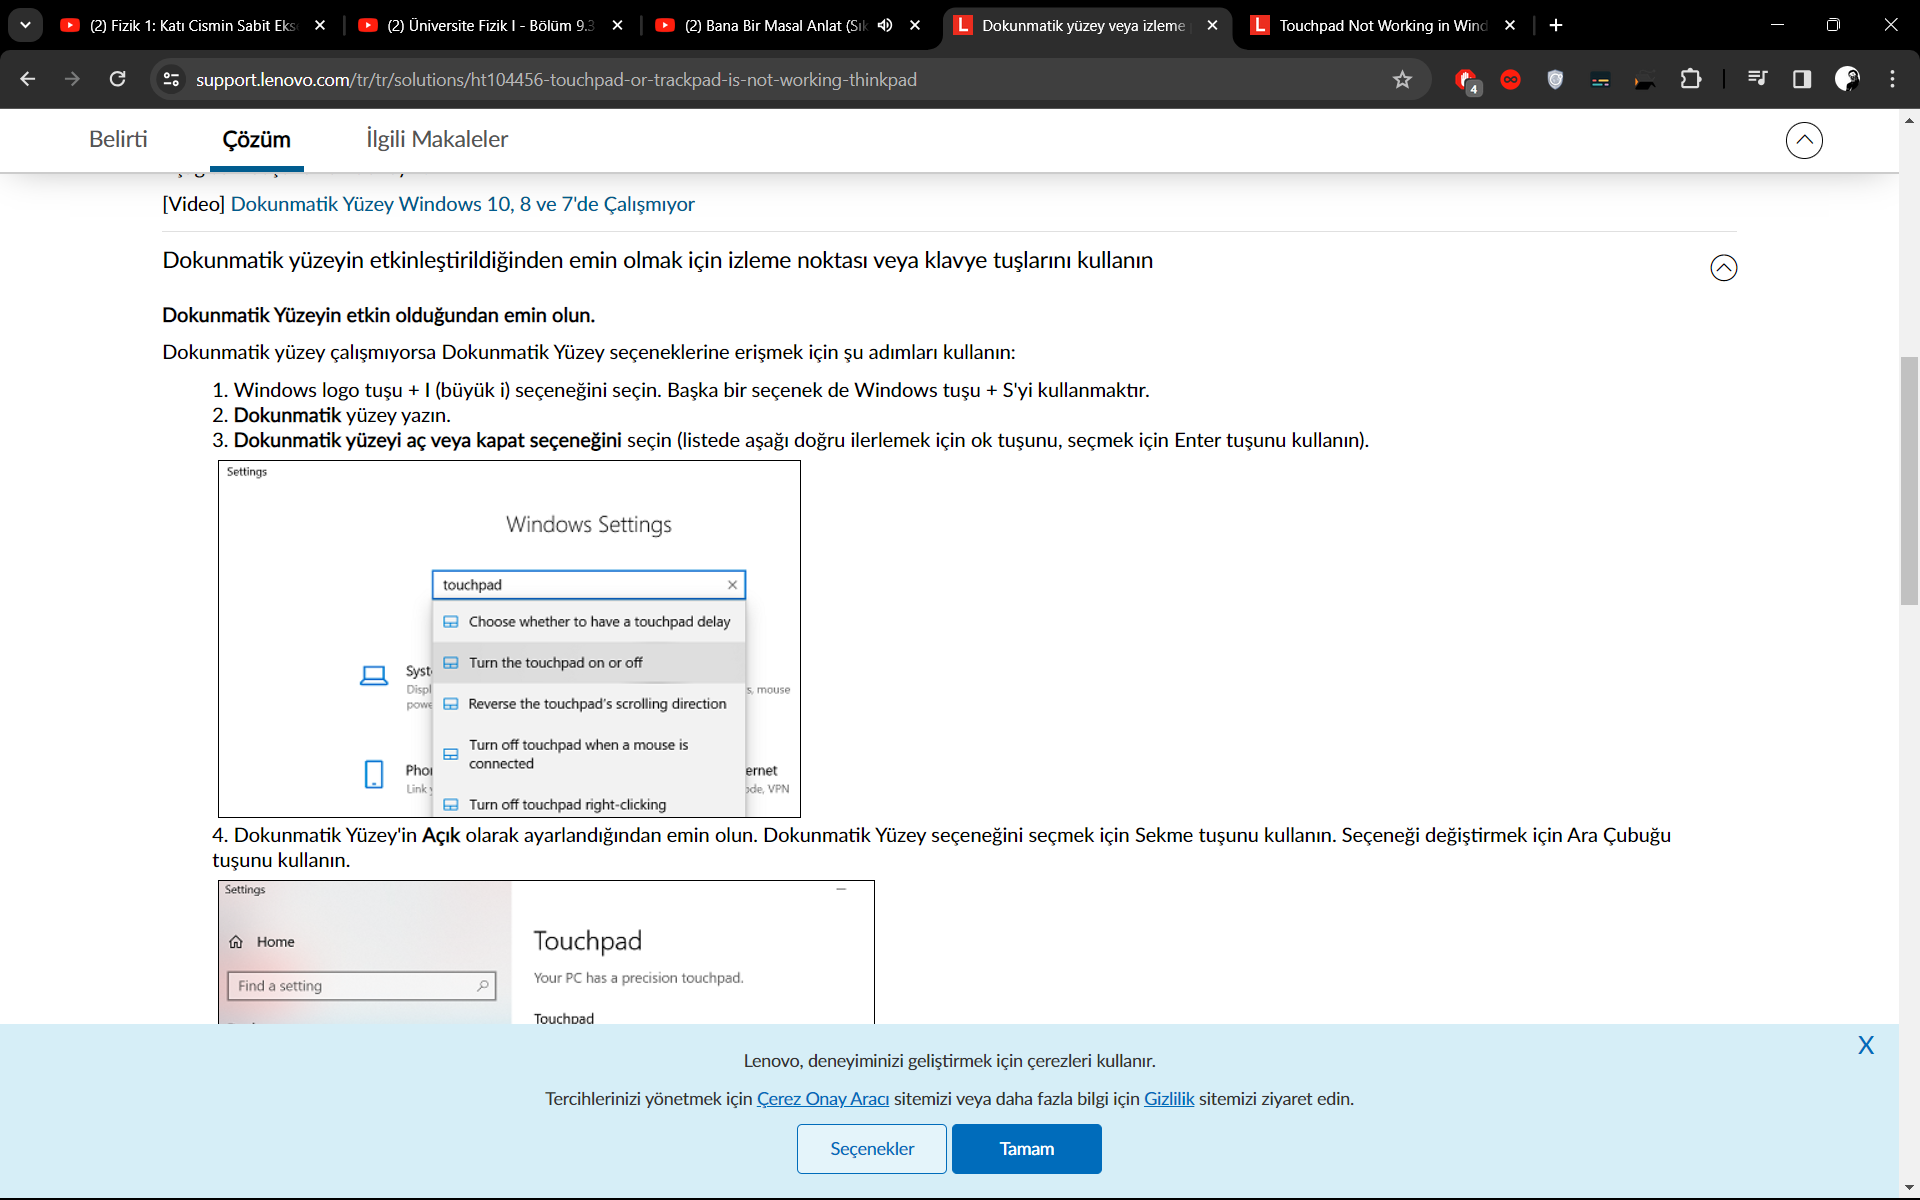 (2) Fizik 1: Katı Cismin Sabit Eks
(2) Üniversite Fizik I - Bölüm 9.3
(2) Bana Bir Masal Anlat (Sık
Dokunmatik yüzey veya izleme
Touchpad Not Working in Wind
support.lenovo.com/tr/tr/solutions/ht104456-touchpad-or-trackpad-is-not-working-thinkpad
4
Belirti
Çözüm
İlgili Makaleler
[Video] Dokunmatik Yüzey Windows 10, 8 ve 7'de Çalışmıyor
Dokunmatik yüzeyin etkinleştirildiğinden emin olmak için izleme noktası veya klavye tuşlarını kullanın
Dokunmatik Yüzeyin etkin olduğundan emin olun.
Dokunmatik yüzey çalışmıyorsa Dokunmatik Yüzey seçeneklerine erişmek için şu adımları kullanın:
1. Windows logo tuşu + I (büyük i) seçeneğini seçin. Başka bir seçenek de Windows tuşu + S'yi kullanmaktır.
2. Dokunmatik yüzey yazın.
3. Dokunmatik yüzeyi aç veya kapat seçeneğini seçin (listede aşağı doğru ilerlemek için ok tuşunu, seçmek için Enter tuşunu kullanın).
Settings
Windows Settings
touchpad
Choose whether to have a touchpad delay
Turn the touchpad on or off
Syst
Displ
s, mouse
powe
Reverse the touchpad's scrolling direction
Turn off touchpad when a mouse is
connected
Phon
ernet
Link
ode, VPN
Turn off touchpad right-clicking
4. Dokunmatik Yüzey'in Açık olarak ayarlandığından emin olun. Dokunmatik Yüzey seçeneğini seçmek için Sekme tuşunu kullanın. Seçeneği değiştirmek için Ara Çubuğu
tuşunu kullanın.
Settings
Home
Find a setting
Touchpad
Your PC has a precision touchpad.
Touchpad
X
Lenovo, deneyiminizi geliştirmek için çerezleri kullanır.
Tercihlerinizi yönetmek için Çerez Onay Aracı sitemizi veya daha fazla bilgi için Gizlilik sitemizi ziyaret edin.
Seçenekler
Tamam